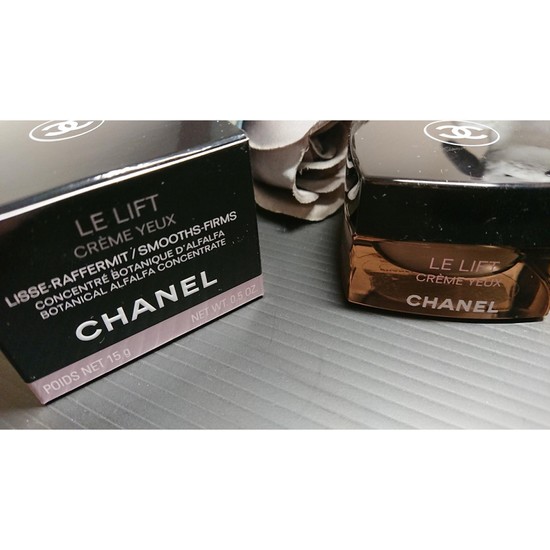 LE LIFT
CRÈME YEUX
LISSE-RAFFERMIT / SMOOTHS-FIRMS
CONCENTRÉ BOTANIQUE D'ALFALFA
BOTANICAL ALFALFA CONCENTRATE
CHANEL
POIDS NET 15 g NET WT. 0.5 OZ.
LE LIFT
CRÈME YEUX
CHANEL